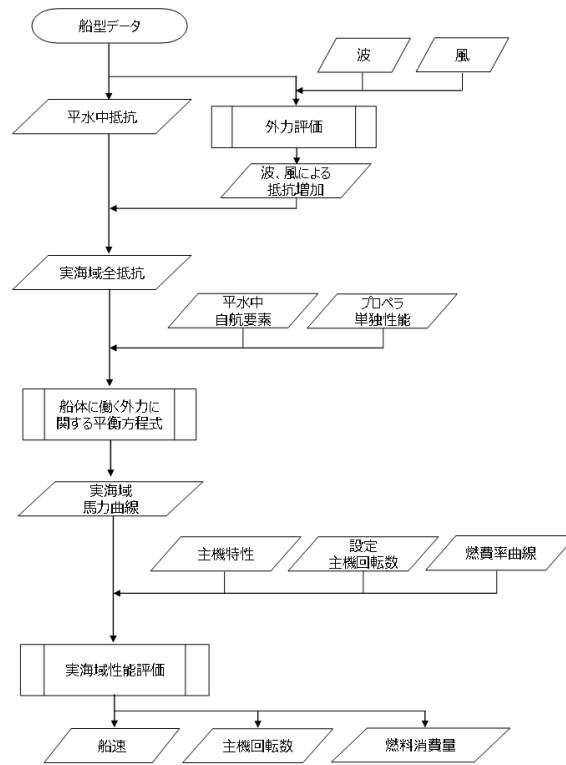 船型データ
波
風
平水中抵抗
外力評価
波、風による
抵抗増加
実海域全抵抗
平水中
自航要素
プロペラ
単独性能
船体に働く外力に
関する平衡方程式
実海域
馬力曲線
主機特性
設定
主機回転数
燃費率曲線
実海域性能評価
船速
主機回転数
燃料消費量